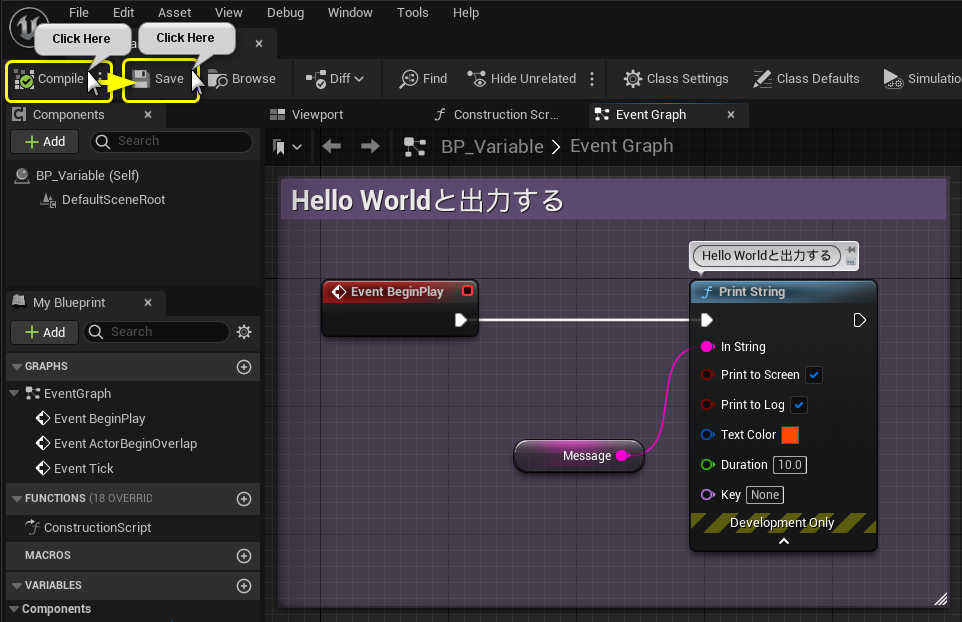 File Edit Asset View Debug Window Tools Help
Click Here
Click Here
Compile
Save
Browse
Diff
Find
Hide Unrelated
Class Settings
Class Defaults
Simulatio
Components
Viewport
Construction Scr...
Event Graph
Add
Search
BP_Variable > Event Graph
BP_Variable (Self)
DefaultSceneRoot
Hello Worldと出力する
Hello Worldと出力する
Event BeginPlay
Print String
In String
Print to Screen
Print to Log
Message
Text Color
Duration 10.0
Key None
Development Only
My Blueprint
Add
Search
GRAPHS
EventGraph
Event BeginPlay
Event ActorBeginOverlap
Event Tick
FUNCTIONS (18 OVERRID
ConstructionScript
MACROS
VARIABLES
Components